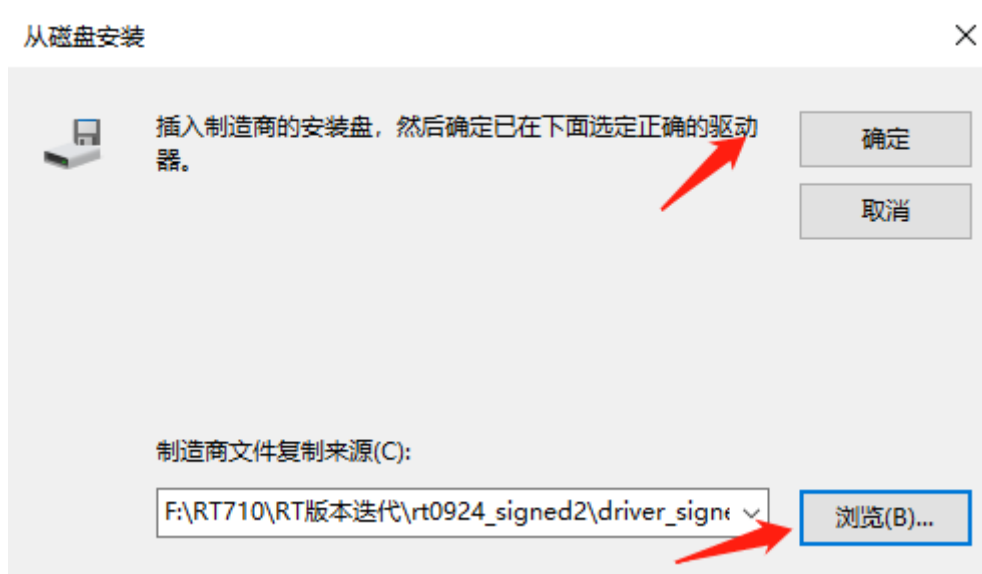 从磁盘安装
插入制造商的安装盘，然后确定已在下面选定正确的驱动
器。
确定
取消
制造商文件复制来源(C):
F:\RT710\RT版本迭代\rt0924_signed2\driver_signe
浏览(B)...